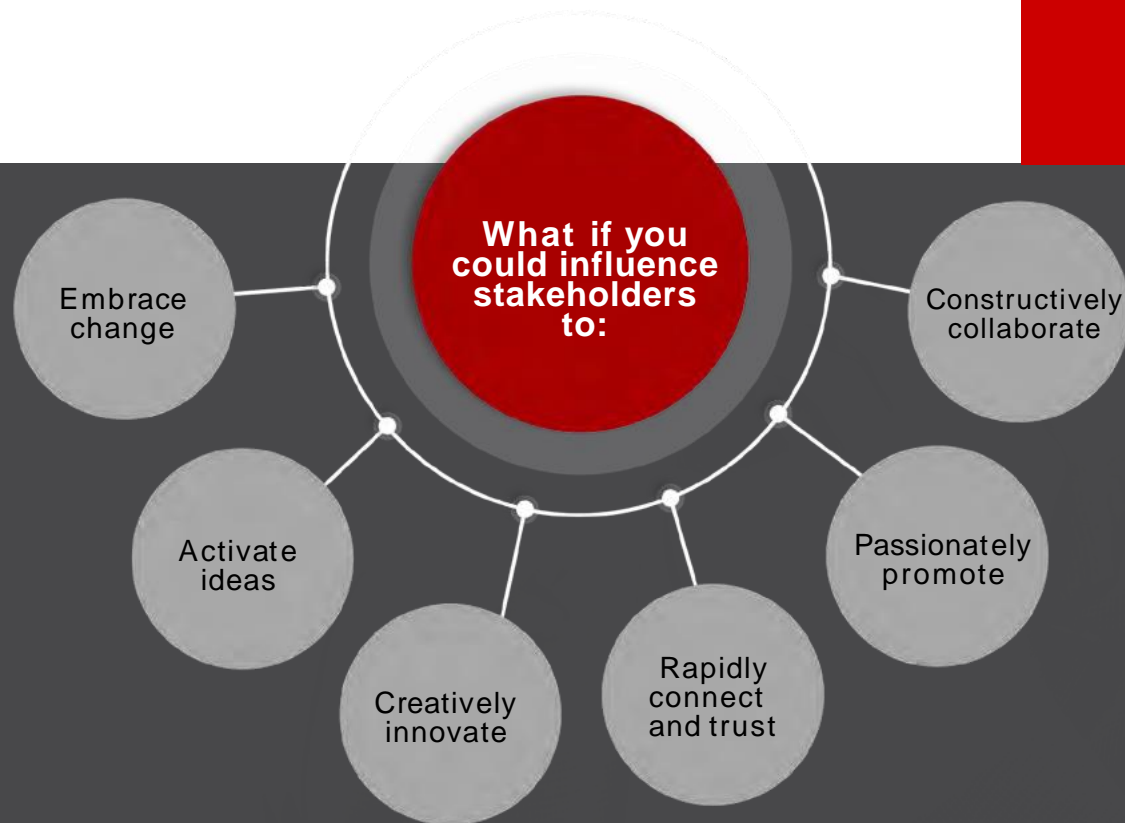 What if you
could influence
stakeholders
to:
Embrace
change
Activate
ideas
Creatively
innovate
Rapidly
connect
and trust
Passionately
promote
Constructively
collaborate